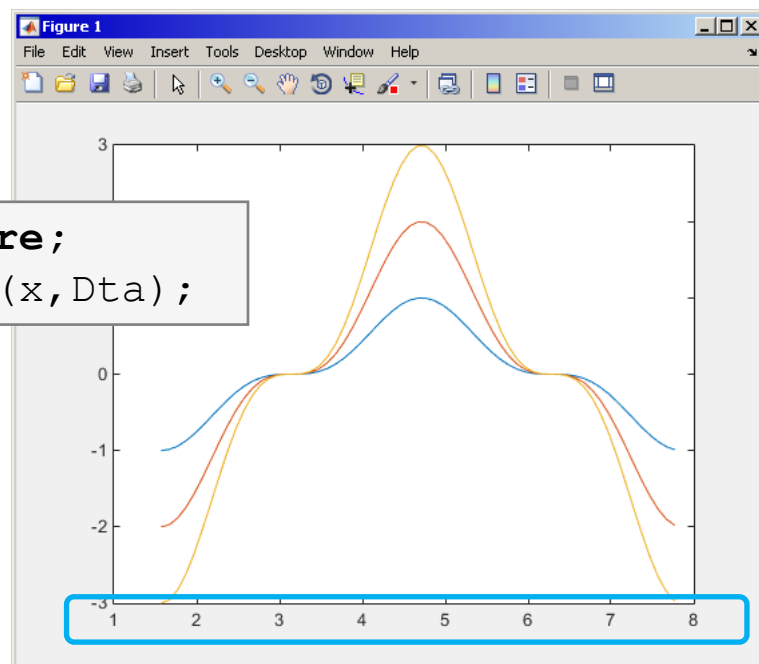 Figure 1
File Edit View Insert Tools Desktop Window Help
3
re;
(x,Dta);
0
-1
-2
-3
1 2 3 4 5 6 7 8